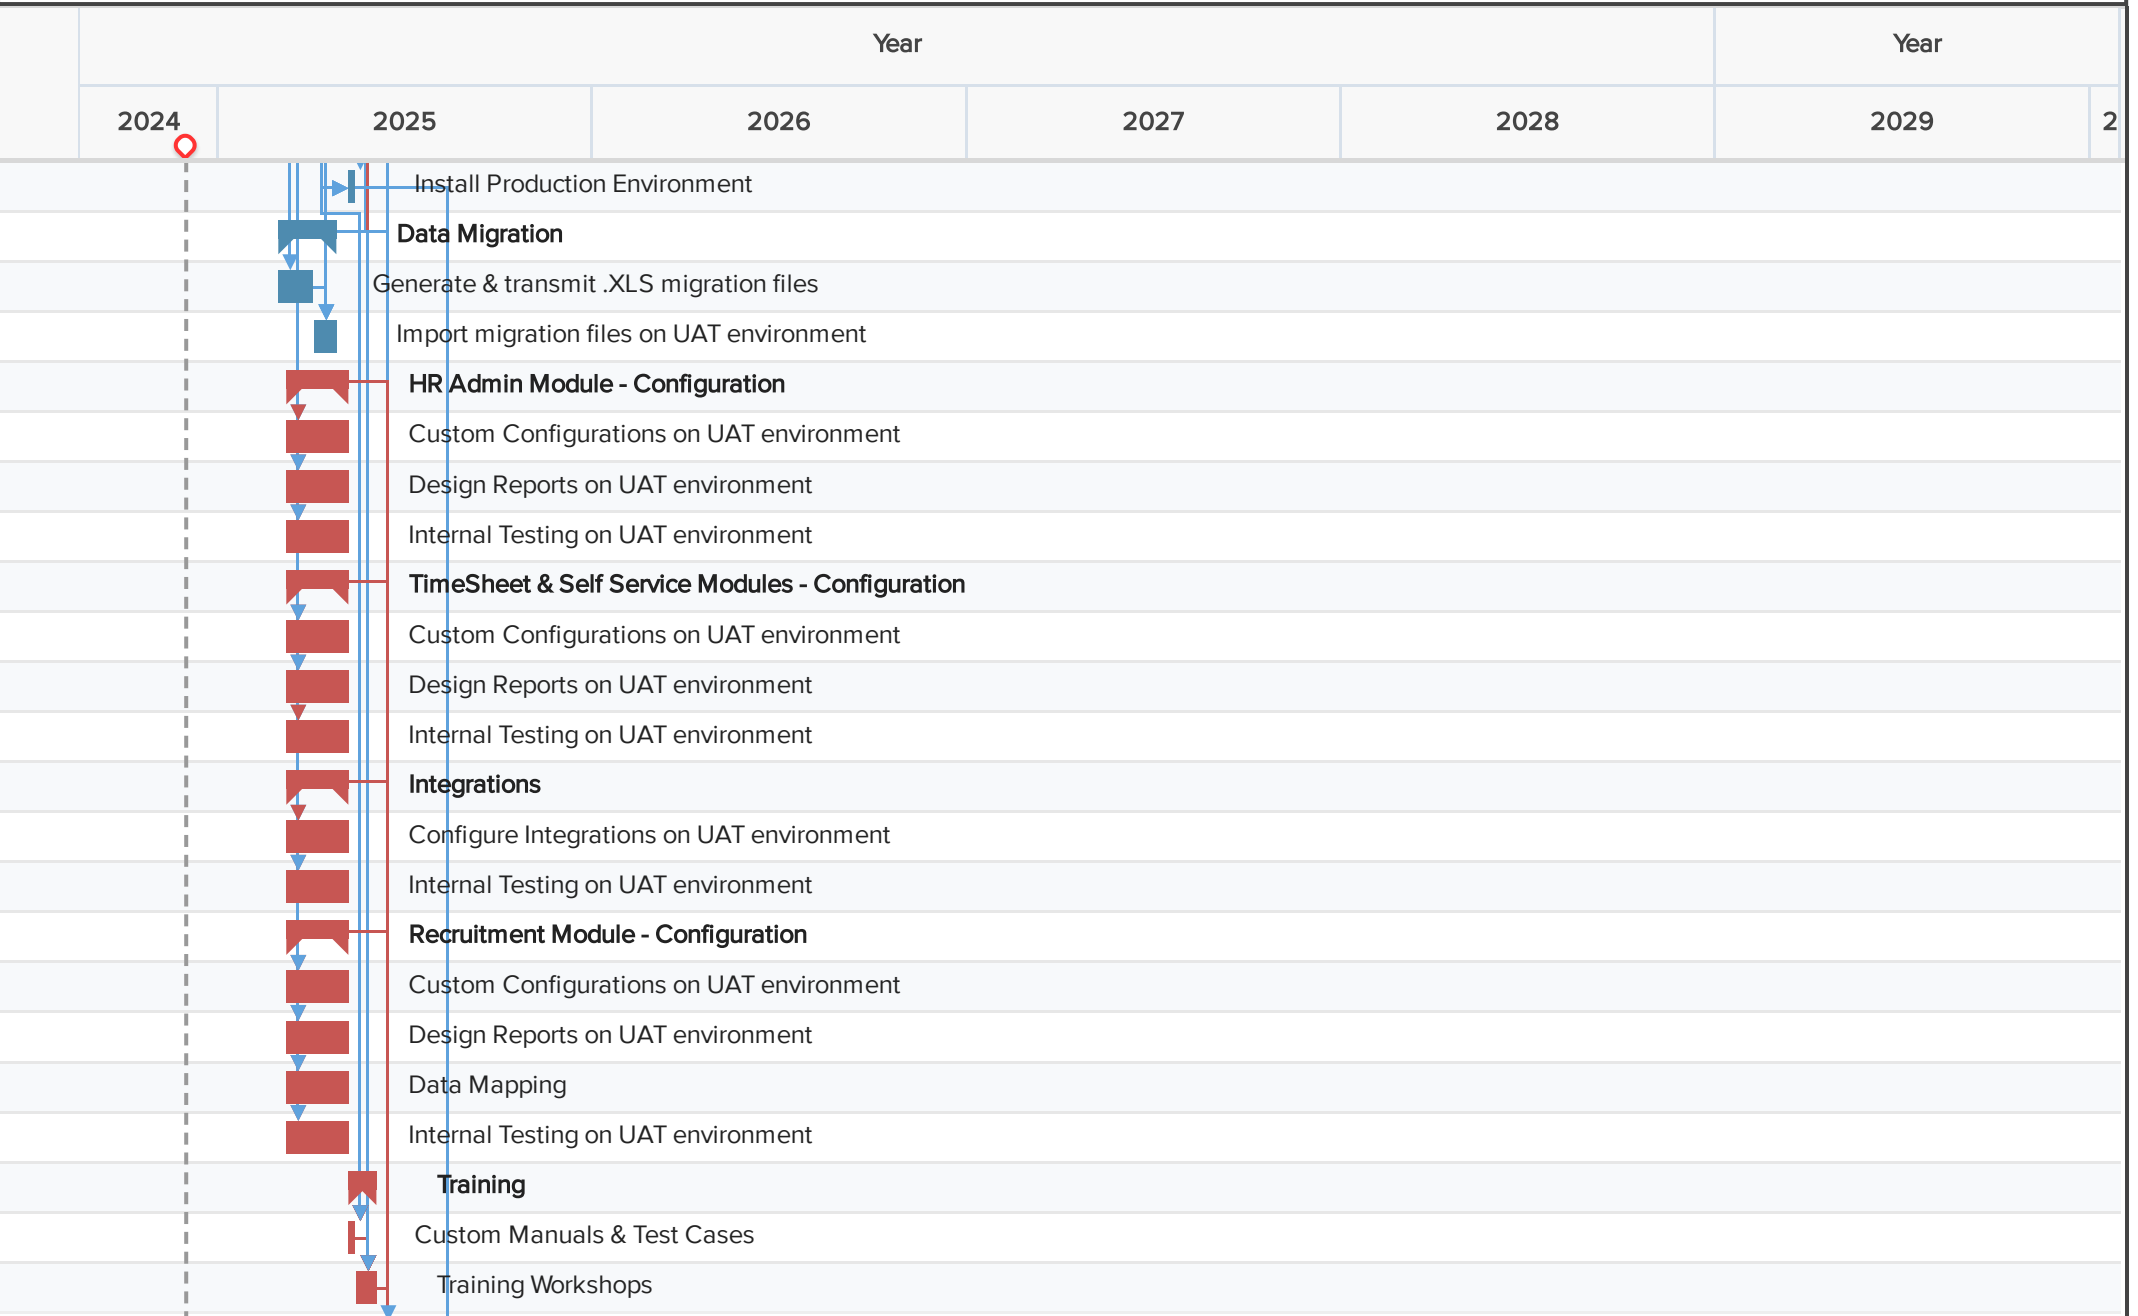 Year Year
2024 2025 2026 2027 2028 2029 2
Install Production Environment
Data Migration
Generate & transmit .XLS migration files
Import migration files on UAT environment
HR Admin Module - Configuration
Custom Configurations on UAT environment
Design Reports on UAT environment
Internal Testing on UAT environment
TimeSheet & Self Service Modules - Configuration
Custom Configurations on UAT environment
Design Reports on UAT environment
Internal Testing on UAT environment
Integrations
Configure Integrations on UAT environment
Internal Testing on UAT environment
Recruitment Module - Configuration
Custom Configurations on UAT environment
Design Reports on UAT environment
Data Mapping
Internal Testing on UAT environment
Training
Custom Manuals & Test Cases
Training Workshops